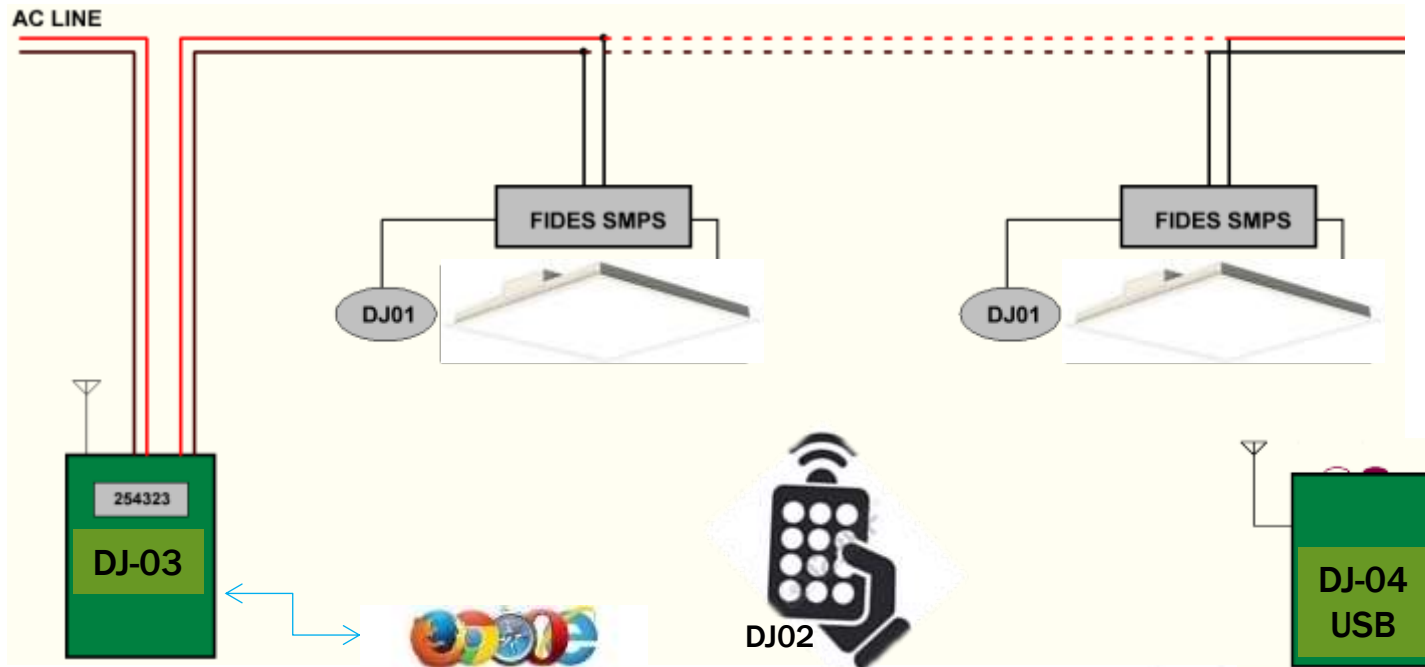 AC LINE
FIDES SMPS
FIDES SMPS
DJ01
DJ01
254323
DJ-03
DJ02
DJ-04
USB